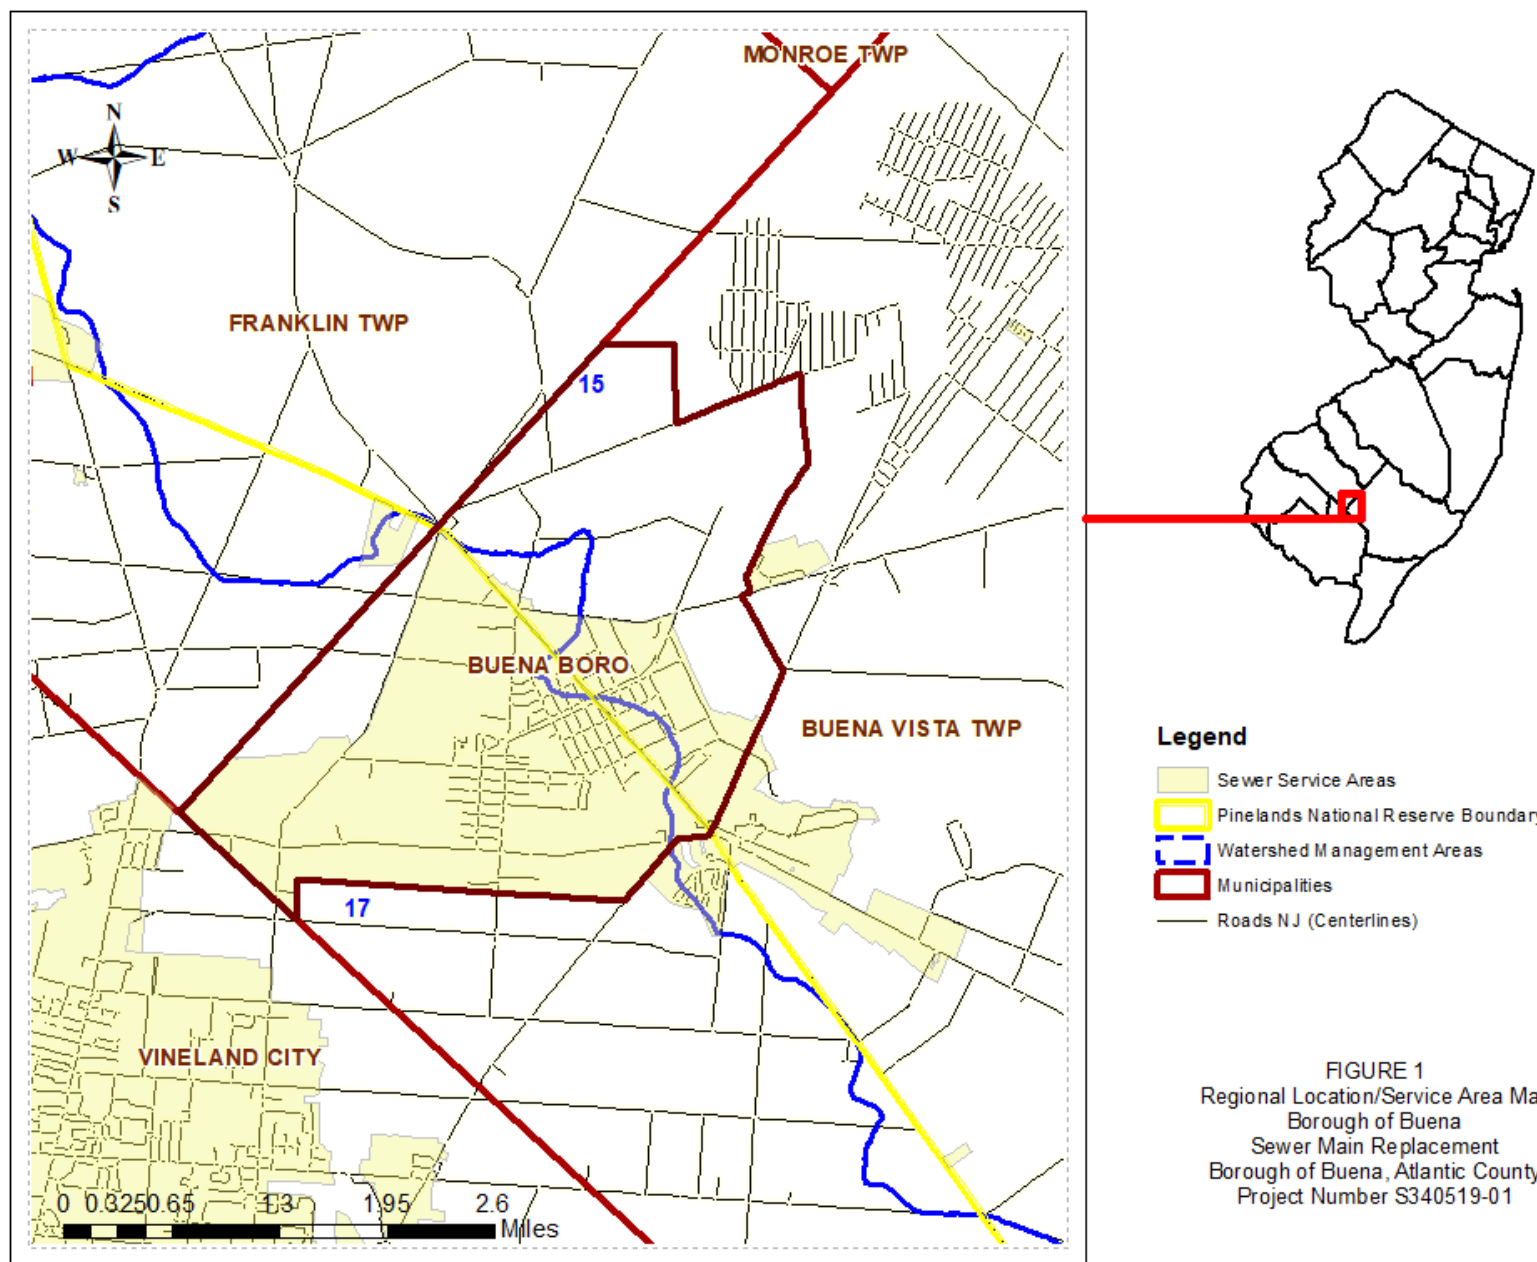 MONROE TWP
N
W E
S
FRANKLIN TWP
15
BUENA BORO
BUENA VISTA TWP
17
VINELAND CITY
0 0.325 0.65 1.3 1.95 2.6
Miles
Legend
Sewer Service Areas
Pinelands National Reserve Boundary
Watershed Management Areas
Municipalities
Roads NJ (Centerlines)
FIGURE 1
Regional Location/Service Area Ma
Borough of Buena
Sewer Main Replacement
Borough of Buena, Atlantic County
Project Number S340519-01